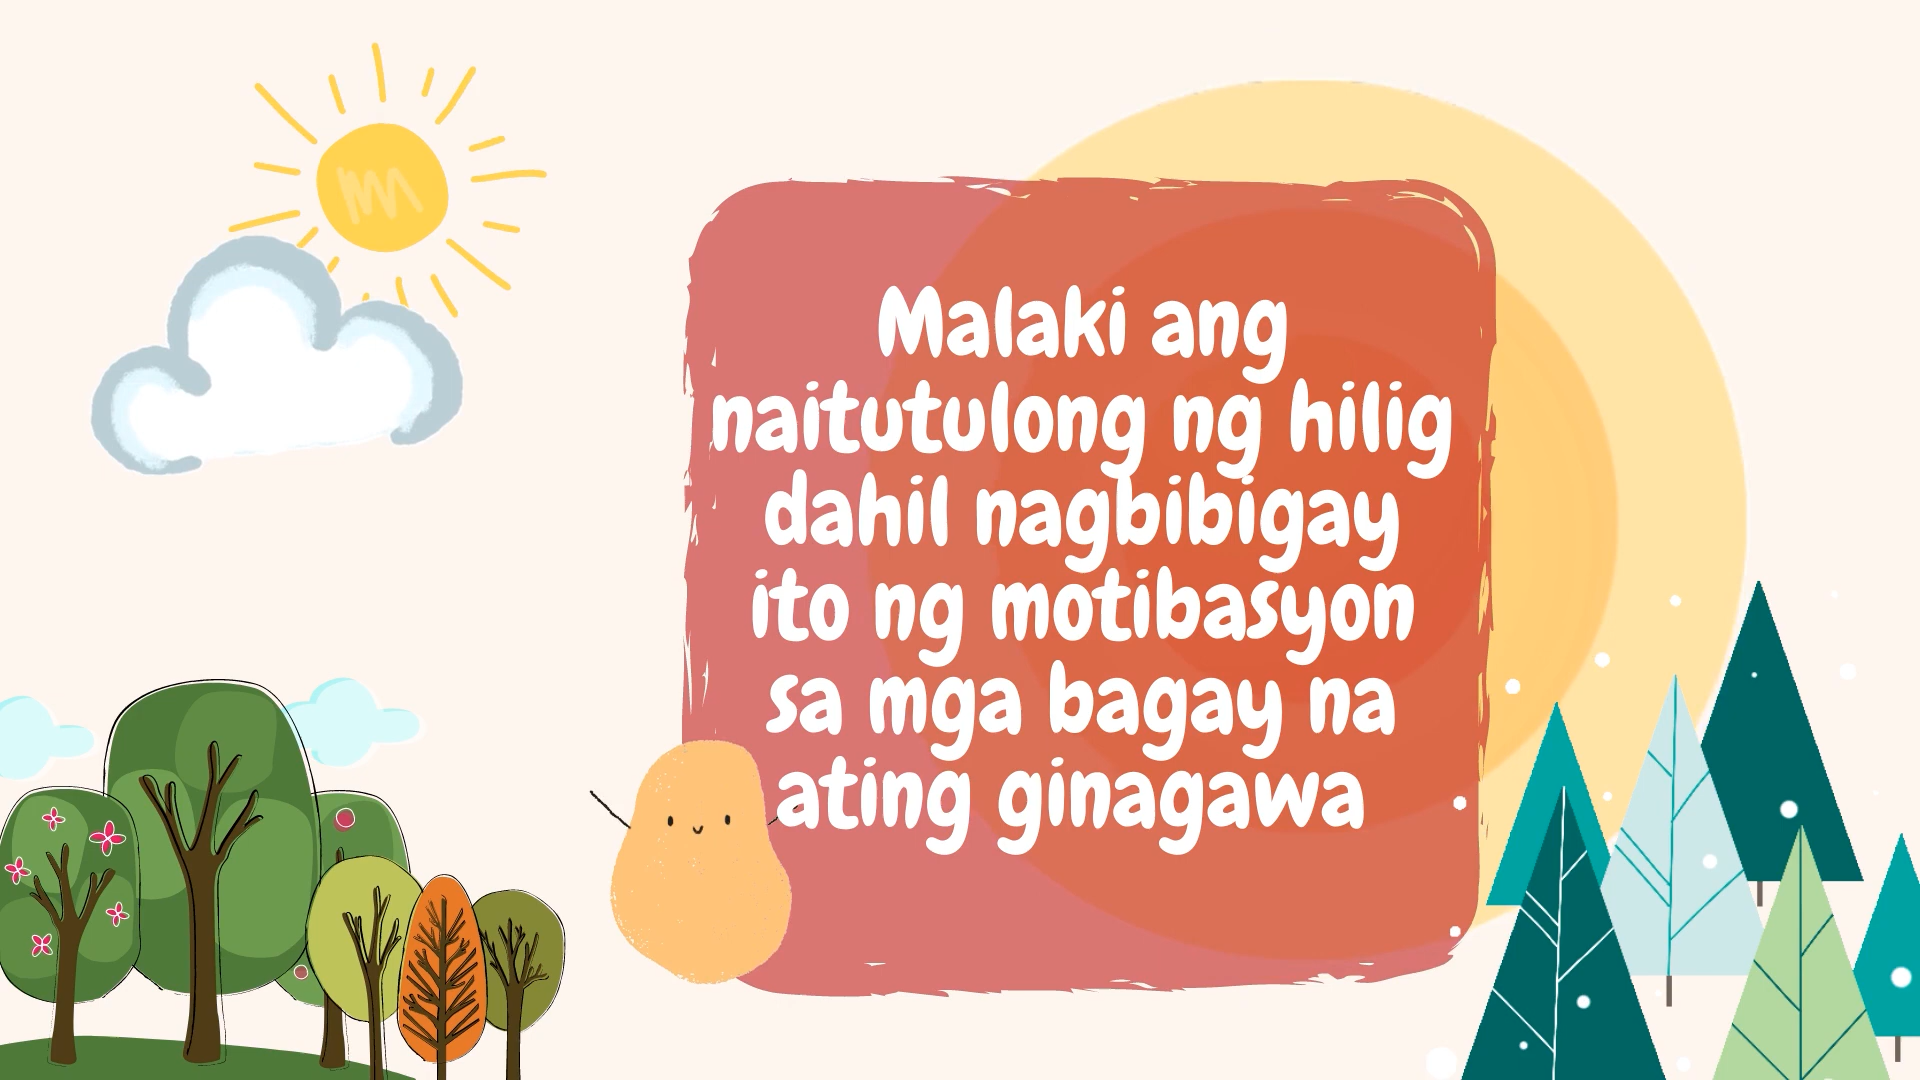 Malaki ang
naitutulong ng hilig
dahil nagbibigay
ito ng motibasyon
sa mga bagay na
ating ginagawa